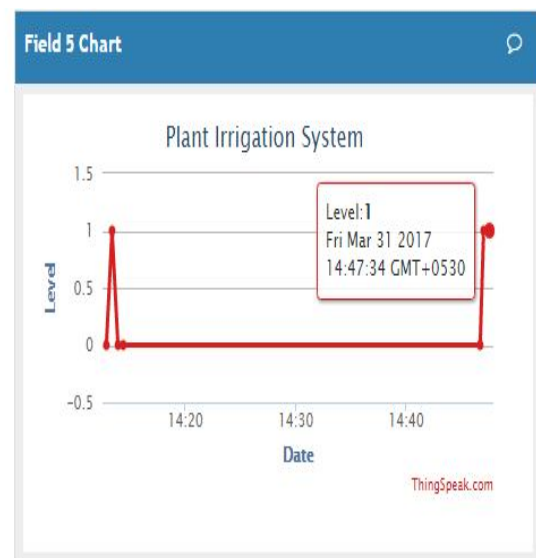 Field 5 Chart
Plant Irrigation System
1.5
1
0.5
0
-0.5
Level
Level:1
Fri Mar 31 2017
14:47:34 GMT+0530
14:20
14:30
14:40
Date
ThingSpeak.com